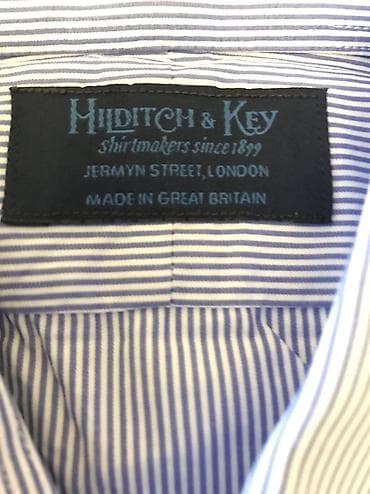 HILDITCH & KEY
shirtmakers since 1899
JERMYN STREET, LONDON
MADE IN GREAT BRITAIN